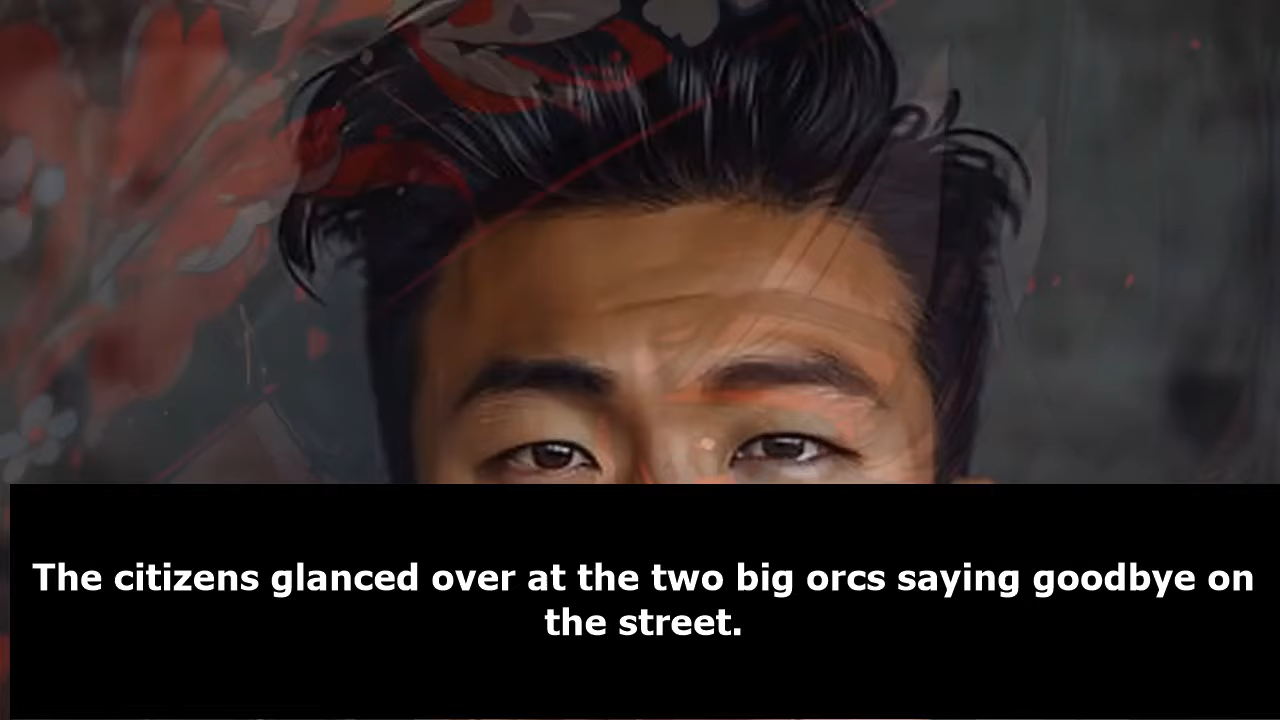 The citizens glanced over at the two big orcs saying goodbye on
the street.